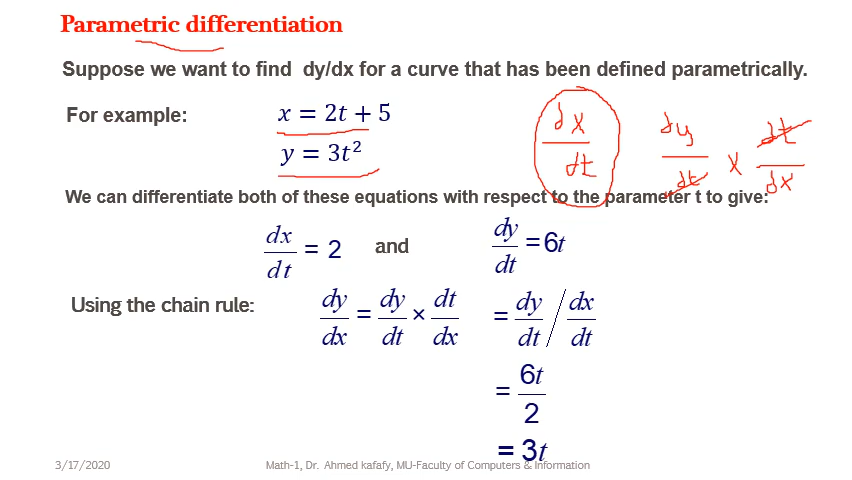 Parametric differentiation
Suppose we want to find dy/dx for a curve that has been defined parametrically.
For example:
x = 2t + 5
y = 3t²
dx/dt
dy/dt x dt/dx
We can differentiate both of these equations with respect to the parameter t to give:
dx/dt = 2 and dy/dt = 6t
Using the chain rule: dy/dx = dy/dt × dt/dx = dy/dt / dx/dt
= 6t/2
= 3t
3/17/2020 Math-1, Dr. Ahmed kafafy, MU-Faculty of Computers & Information